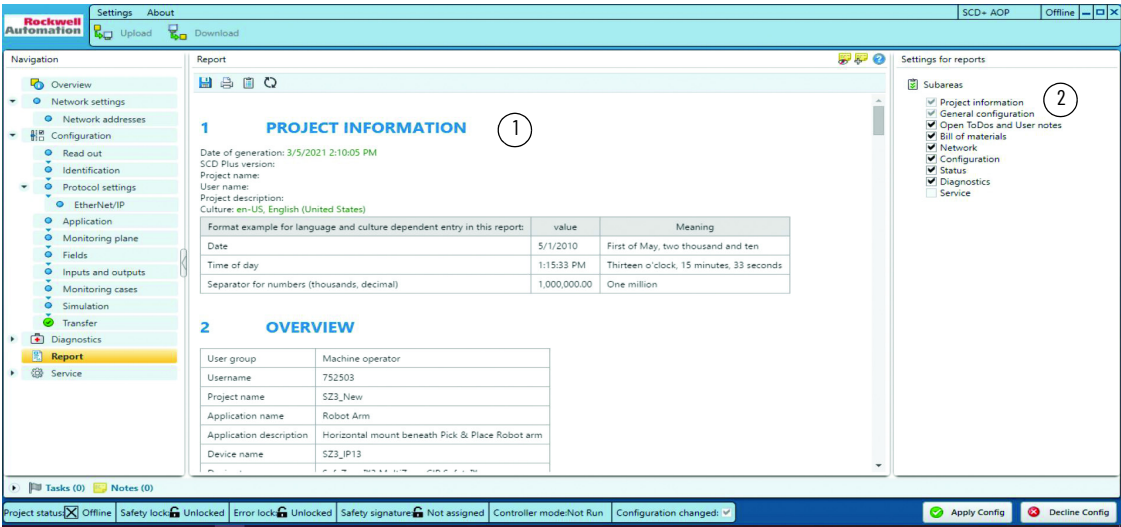 Rockwell
Automation
Settings About
SCD+ AOP
Offline
Upload Download
Navigation
Overview
Network settings
Network addresses
Configuration
Read out
Identification
Protocol settings
EtherNet/IP
Application
Monitoring plane
Fields
Inputs and outputs
Monitoring cases
Simulation
Transfer
Diagnostics
Report
Service
Report
1 PROJECT INFORMATION
1
Date of generation: 3/5/2021 2:10:05 PM
SCD Plus version:
Project name:
User name:
Project description:
Culture: en-US, English (United States)
Format example for language and culture dependent entry in this report: value Meaning
Date 5/1/2010 First of May, two thousand and ten
Time of day 1:15:33 PM Thirteen o'clock, 15 minutes, 33 seconds
Separator for numbers (thousands, decimal) 1,000,000.00 One million
2 OVERVIEW
User group Machine operator
Username 752503
Project name SZ3_New
Application name Robot Arm
Application description Horizontal mount beneath Pick & Place Robot arm
Device name SZ3_IP13
Settings for reports
Subareas
2
Project information
General configuration
Open ToDos and User notes
Bill of materials
Network
Configuration
Status
Diagnostics
Service
Tasks (0) Notes (0)
Project status: Offline Safety lock: Unlocked Error lock: Unlocked Safety signature: Not assigned Controller mode:Not Run Configuration changed:
Apply Config Decline Config